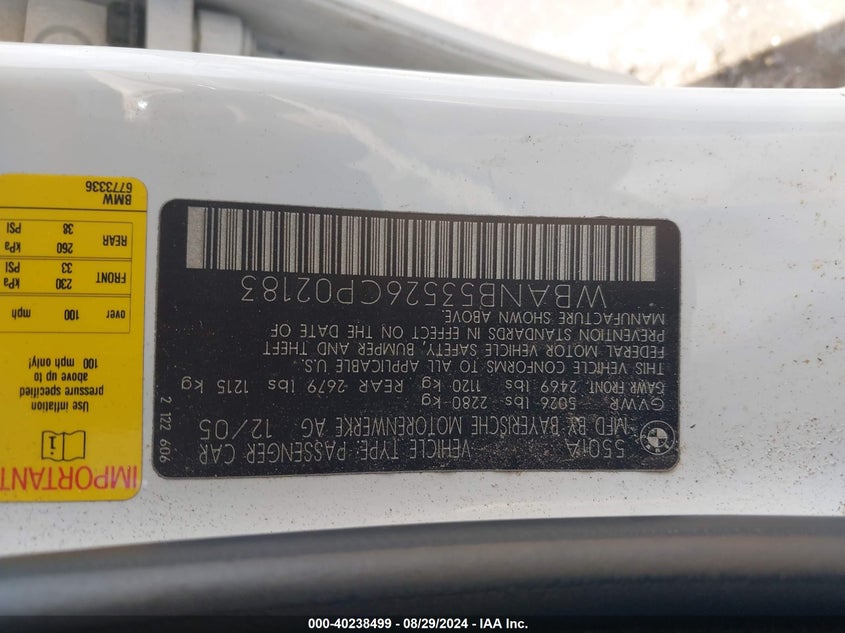 550IA
VEHICLE TYPE: PASSENGER CAR
MFD BY BAYERISCHE MOTORENWERKE AG 12/05
GVWR 5026 lbs 2280 kg
GAWR FRONT 2469 lbs 1120 kg REAR 2679 lbs 1215 kg
THIS VEHICLE CONFORMS TO ALL APPLICABLE U.S.
FEDERAL MOTOR VEHICLE SAFETY, BUMPER AND THEFT
PREVENTION STANDARDS IN EFFECT ON THE DATE OF
MANUFACTURE SHOWN ABOVE.
WBANB53526CP02183
2 122 606
IMPORTANT
i
Use inflation
pressure specified
above up to
100 mph only!
over 100 mph
FRONT 230 kPa
33 PSI
REAR 260 kPa
38 PSI
BMW
6773336
000-40238499 - 08/29/2024 - IAA Inc.